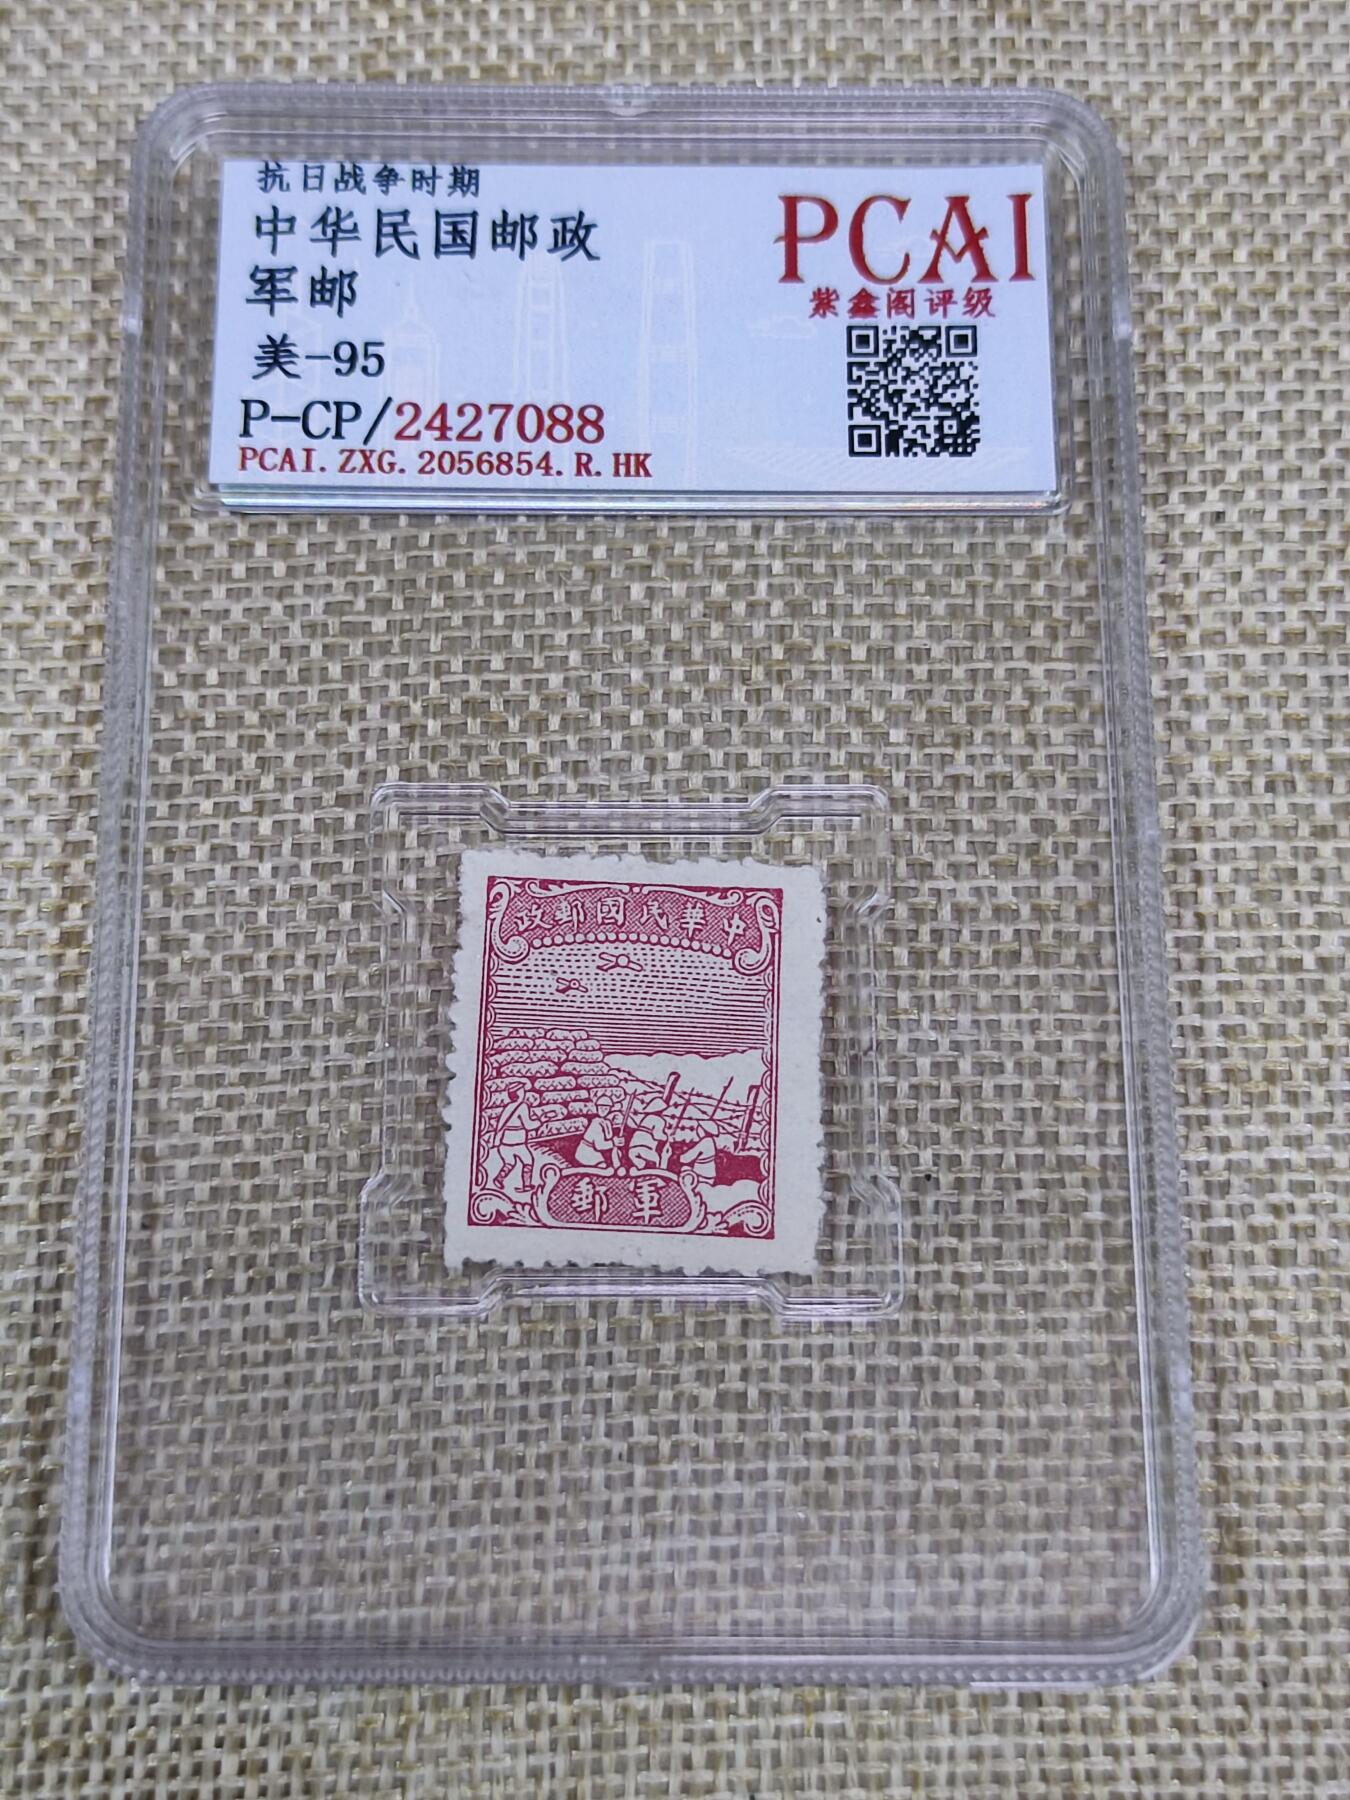 抗日战争时期
中华民国邮政
军邮
美-95
P-CP/2427088
PCAI.ZXG.2056854.R.HK
PCAI
紫鑫阁评级
政郵國民華中
郵軍